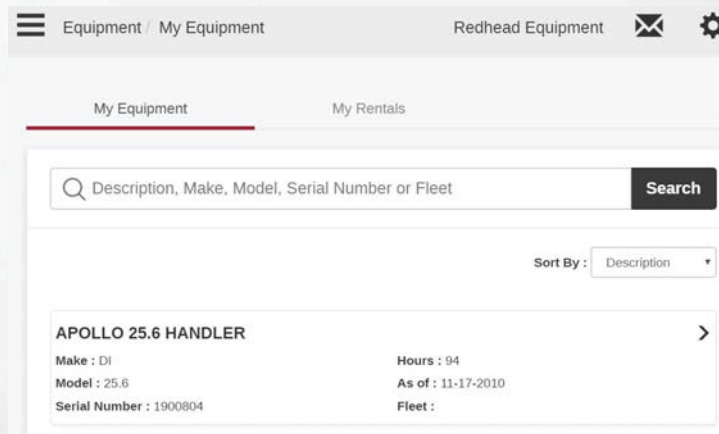 Equipment / My Equipment Redhead Equipment
My Equipment My Rentals
Description, Make, Model, Serial Number or Fleet Search
Sort By : Description
APOLLO 25.6 HANDLER
Make : DI Hours : 94
Model : 25.6 As of : 11-17-2010
Serial Number : 1900804 Fleet :